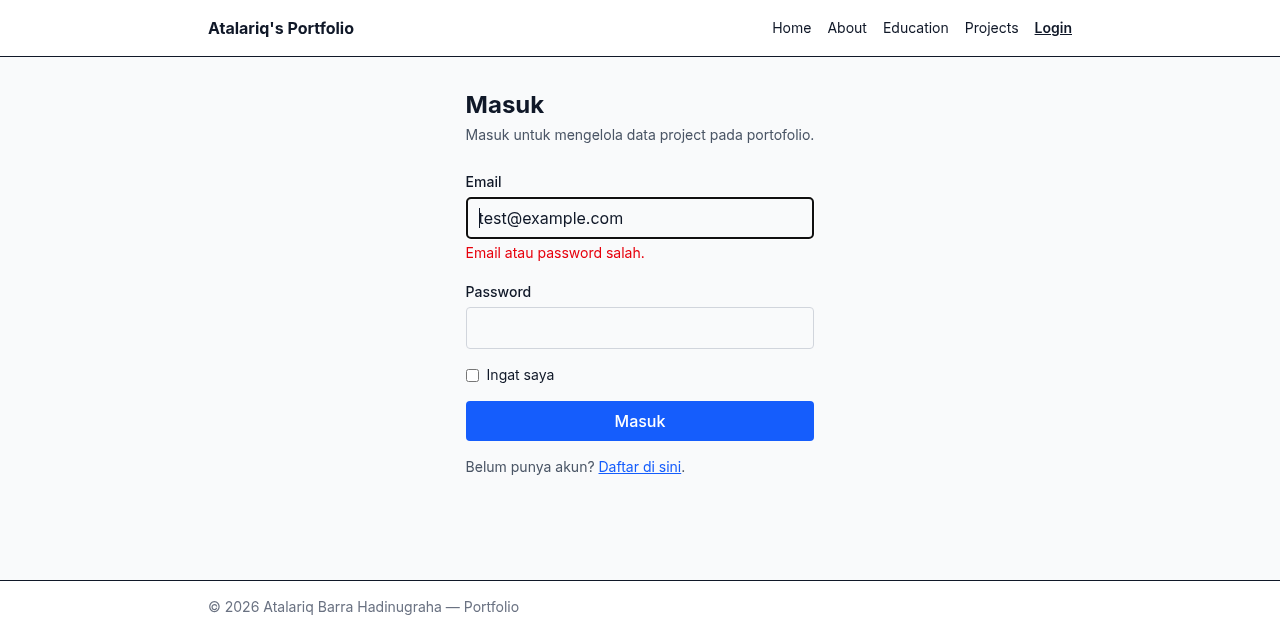 Atalariq's Portfolio
Home About Education Projects Login
Masuk
Masuk untuk mengelola data project pada portofolio.
Email
test@example.com
Email atau password salah.
Password
Ingat saya
Masuk
Belum punya akun? Daftar di sini.
© 2026 Atalariq Barra Hadinugraha — Portfolio